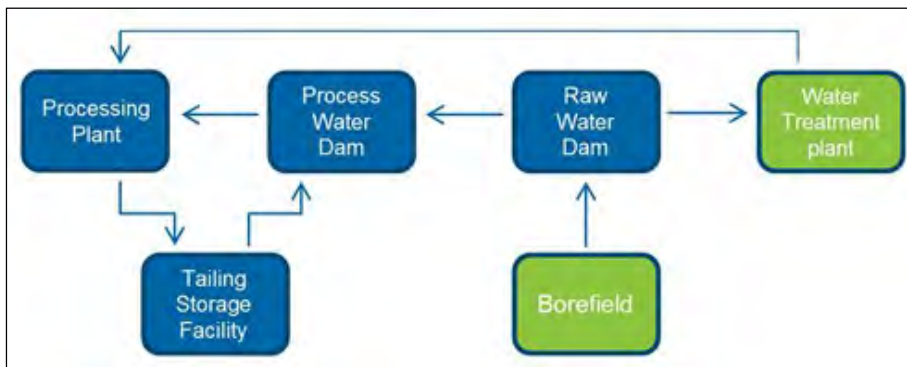 Processing
Plant
Process
Water
Dam
Raw
Water
Dam
Water
Treatment
plant
Tailing
Storage
Facility
Borefield